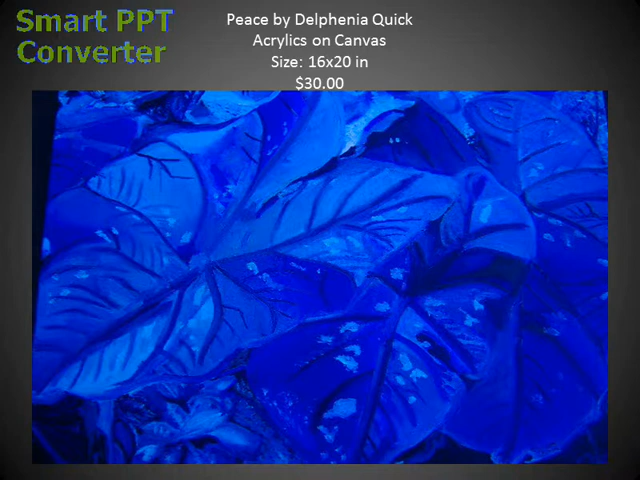 Smart PPT
Converter
Peace by Delphenia Quick
Acrylics on Canvas
Size: 16x20 in
$30.00